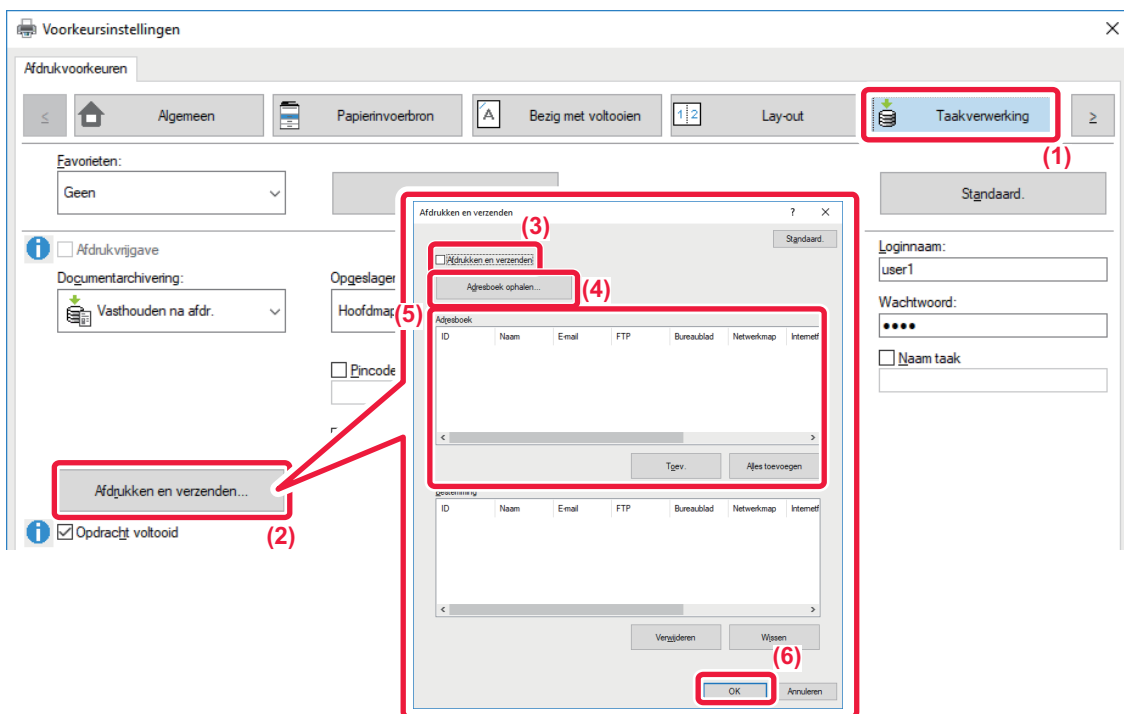 Voorkeursinstellingen
Afdrukvoorkeuren
< Algemeen Papierinvoerbron Bezig met voltooien 1 2 Lay-out Taakverwerking >
(1)
Favorieten:
Geen
Standaard.
Afdrukvrijgave
Documentarchivering:
Vasthouden na afdr.
Opgeslagen
Hoofdmap
Pincode
Loginnaam:
user1
Wachtwoord:
••••
Naam taak
Afdrukken en verzenden...
(2)
Opdracht voltooid
Afdrukken en verzenden ?
Standaard.
(3)
Afdrukken en verzenden
Adresboek ophalen...
(4)
(5)
Adresboek
ID Naam E-mail FTP Bureaublad Netwerkmap Internetf
Toev. Alles toevoegen
Bestemming
ID Naam E-mail FTP Bureaublad Netwerkmap Internetf
Verwijderen Wissen
(6)
OK Annuleren